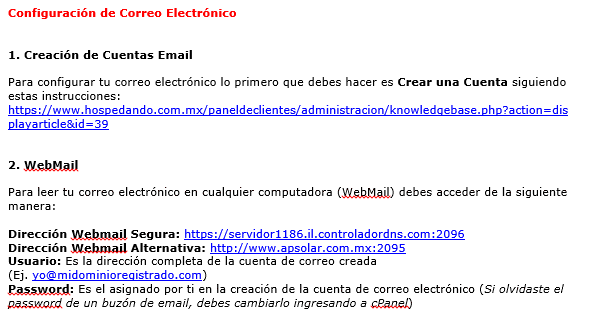 Configuración de Correo Electrónico
1. Creación de Cuentas Email
Para configurar tu correo electrónico lo primero que debes hacer es Crear una Cuenta siguiendo
estas instrucciones:
https://www.hospedando.com.mx/paneldeclientes/administracion/knowledgebase.php?action=dis
playarticle&id=39
2. WebMail
Para leer tu correo electrónico en cualquier computadora (WebMail) debes acceder de la siguiente
manera:
Dirección Webmail Segura: https://servidor1186.il.controladordns.com:2096
Dirección Webmail Alternativa: http://www.apsolar.com.mx:2095
Usuario: Es la dirección completa de la cuenta de correo creada
(Ej. yo@midominioregistrado.com)
Password: Es el asignado por ti en la creación de la cuenta de correo electrónico (Si olvidaste el
password de un buzón de email, debes cambiarlo ingresando a cPanel)